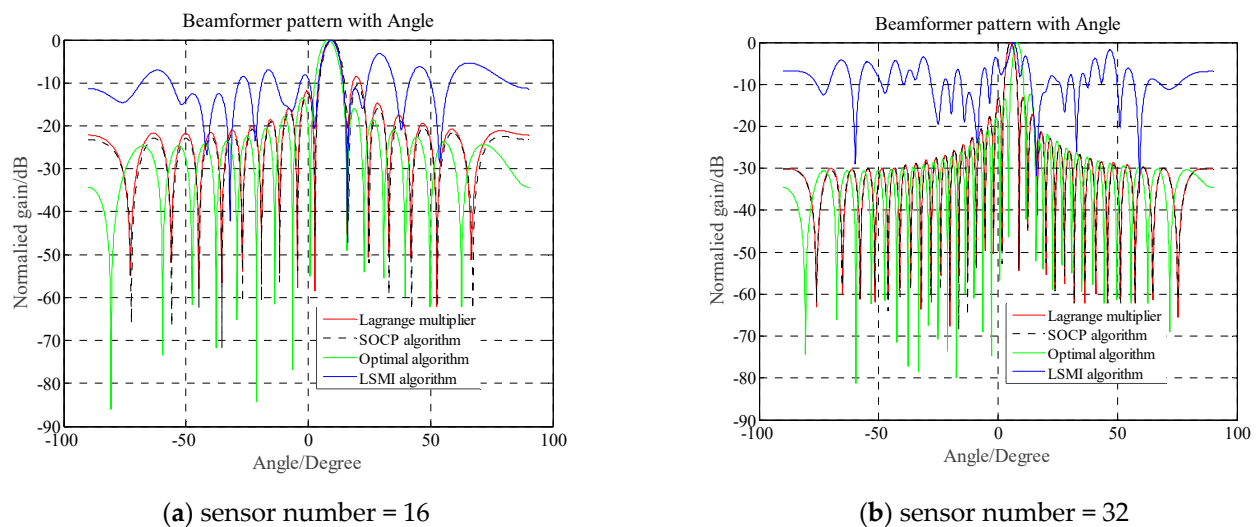 Beamformer pattern with Angle
0
-10
-20
-30
-40
-50
-60
-70
-80
-90
-100
-50
0
50
100
Normalied gain/dB
Angle/Degree
Lagrange multiplier
SOCP algorithm
Optimal algorithm
LSMI algorithm
(a) sensor number = 16
Beamformer pattern with Angle
0
-10
-20
-30
-40
-50
-60
-70
-80
-90
-100
-50
0
50
100
Normalied gain/dB
Angle/Degree
Lagrange multiplier
SOCP algorithm
Optimal algorithm
LSMI algorithm
(b) sensor number = 32